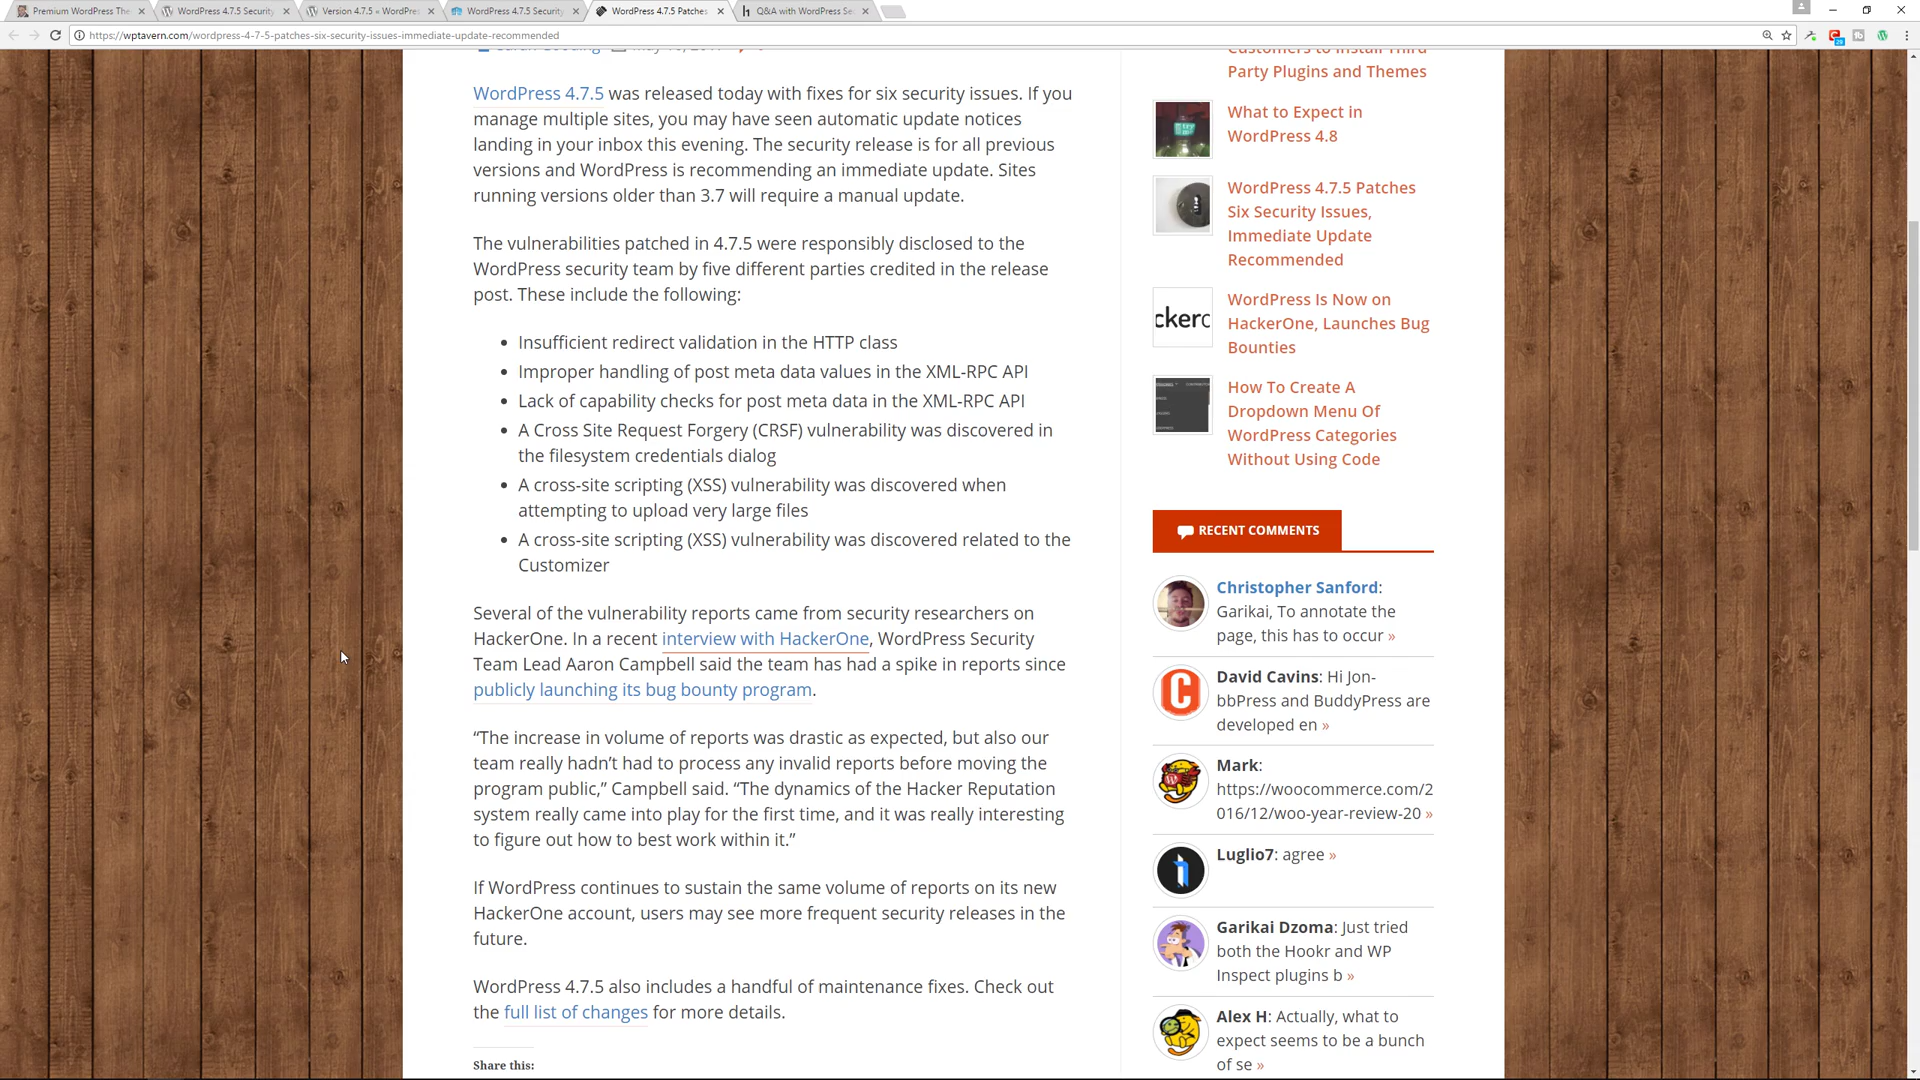 Premium WordPress The
WordPress 4.7.5 Security
Version 4.7.5 « WordPres
WordPress 4.7.5 Security
WordPress 4.7.5 Patches
Q&A with WordPress Se
https://wptavern.com/wordpress-4-7-5-patches-six-security-issues-immediate-update-recommended
WordPress 4.7.5 was released today with fixes for six security issues. If you
manage multiple sites, you may have seen automatic update notices
landing in your inbox this evening. The security release is for all previous
versions and WordPress is recommending an immediate update. Sites
running versions older than 3.7 will require a manual update.
The vulnerabilities patched in 4.7.5 were responsibly disclosed to the
WordPress security team by five different parties credited in the release
post. These include the following:
• Insufficient redirect validation in the HTTP class
• Improper handling of post meta data values in the XML-RPC API
• Lack of capability checks for post meta data in the XML-RPC API
• A Cross Site Request Forgery (CRSF) vulnerability was discovered in
the filesystem credentials dialog
• A cross-site scripting (XSS) vulnerability was discovered when
attempting to upload very large files
• A cross-site scripting (XSS) vulnerability was discovered related to the
Customizer
Several of the vulnerability reports came from security researchers on
HackerOne. In a recent interview with HackerOne, WordPress Security
Team Lead Aaron Campbell said the team has had a spike in reports since
publicly launching its bug bounty program.
“The increase in volume of reports was drastic as expected, but also our
team really hadn’t had to process any invalid reports before moving the
program public,” Campbell said. “The dynamics of the Hacker Reputation
system really came into play for the first time, and it was really interesting
to figure out how to best work within it.”
If WordPress continues to sustain the same volume of reports on its new
HackerOne account, users may see more frequent security releases in the
future.
WordPress 4.7.5 also includes a handful of maintenance fixes. Check out
the full list of changes for more details.
Share this:
Customers to Install Third
Party Plugins and Themes
What to Expect in
WordPress 4.8
WordPress 4.7.5 Patches
Six Security Issues,
Immediate Update
Recommended
ckerc
WordPress Is Now on
HackerOne, Launches Bug
Bounties
How To Create A
Dropdown Menu Of
WordPress Categories
Without Using Code
RECENT COMMENTS
Christopher Sanford:
Garikai, To annotate the
page, this has to occur »
David Cavins: Hi Jon-
bbPress and BuddyPress are
developed en »
Mark:
https://woocommerce.com/2
016/12/woo-year-review-20 »
Luglio7: agree »
Garikai Dzoma: Just tried
both the Hookr and WP
Inspect plugins b »
Alex H: Actually, what to
expect seems to be a bunch
of se »